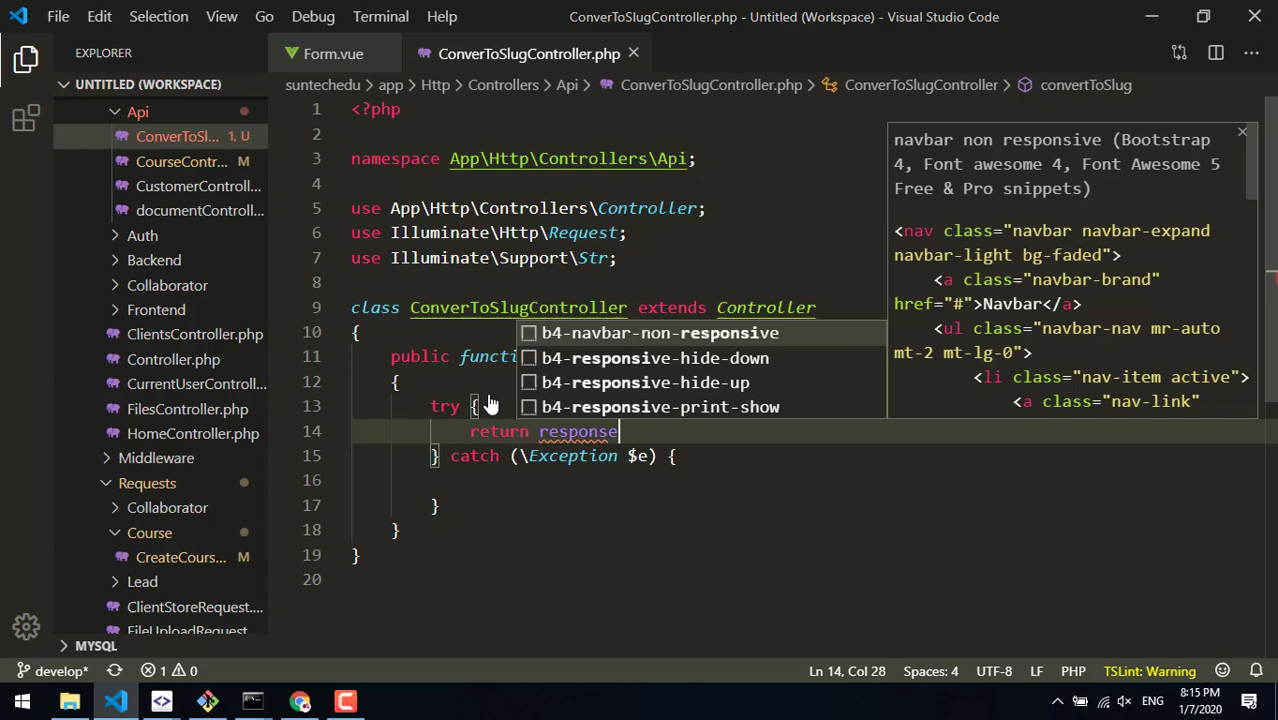 File Edit Selection View Go Debug Terminal Help
ConverToSlugController.php - Untitled (Workspace) - Visual Studio Code
EXPLORER
Form.vue
ConverToSlugController.php
UNTITLED (WORKSPACE)
suntechedu > app > Http > Controllers > Api > ConverToSlugController.php > ConverToSlugController > convertToSlug
Api
ConverToSl... 1, U
CourseContr... M
CustomerControll...
documentControll...
Auth
Backend
Collaborator
Frontend
ClientsController.php
Controller.php
CurrentUserControll...
FilesController.php
HomeController.php
Middleware
Requests
Collaborator
Course
CreateCours... M
Lead
ClientStoreRequest....
FileUploadRequest....
MYSQL
1 <?php
2
3 namespace App\Http\Controllers\Api;
4
5 use App\Http\Controllers\Controller;
6 use Illuminate\Http\Request;
7 use Illuminate\Support\Str;
8
9 class ConverToSlugController extends Controller
10 {
11 public functi
12 {
13 try {
14 return response
15 } catch (\Exception $e) {
16
17 }
18 }
19 }
20
b4-navbar-non-responsive
b4-responsive-hide-down
b4-responsive-hide-up
b4-responsive-print-show
navbar non responsive (Bootstrap
4, Font awesome 4, Font Awesome 5
Free & Pro snippets)
<nav class="navbar navbar-expand
navbar-light bg-faded">
<a class="navbar-brand"
href="#">Navbar</a>
<ul class="navbar-nav mr-auto
mt-2 mt-lg-0">
<li class="nav-item active">
<a class="nav-link"
develop* 1 0
Ln 14, Col 28 Spaces: 4 UTF-8 LF PHP TSLint: Warning
ENG
8:15 PM
1/7/2020